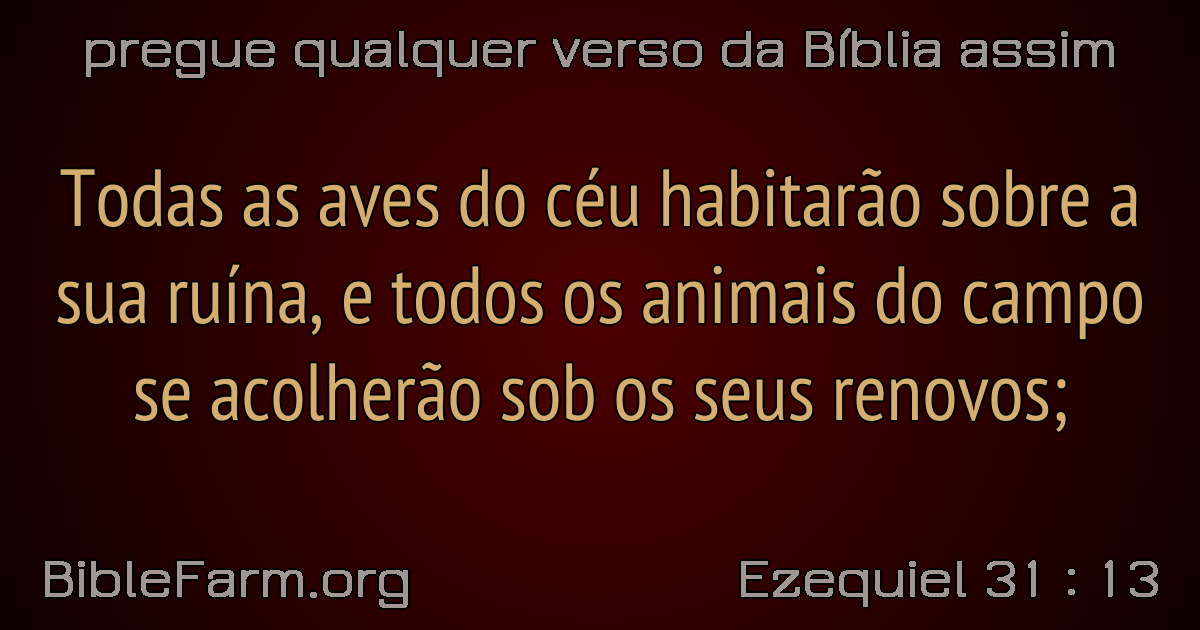 pregue qualquer verso da Bíblia assim
Todas as aves do céu habitarão sobre a
sua ruína, e todos os animais do campo
se acolherão sob os seus renovos;
BibleFarm.org
Ezequiel 31 : 13